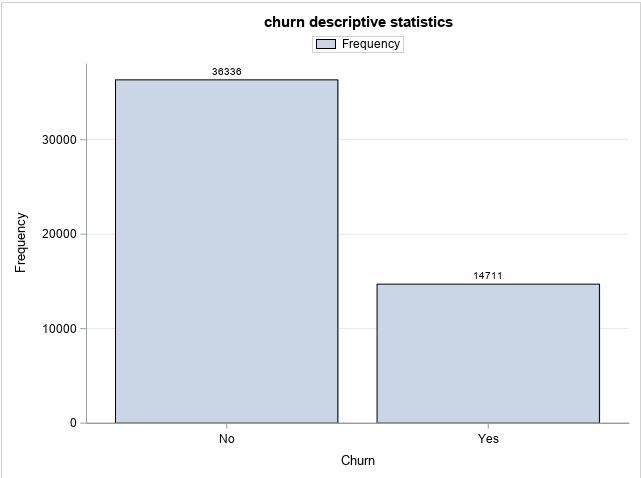 churn descriptive statistics
Frequency
36336
14711
30000
20000
10000
0
Frequency
No
Yes
Churn